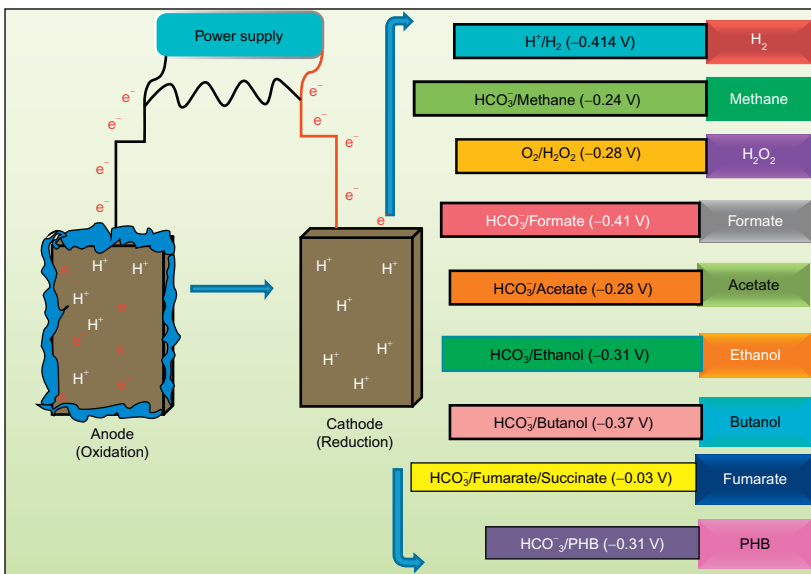 Power supply
e⁻
e⁻
e⁻
e⁻
e⁻
e⁻
e⁻
e⁻
e⁻
e⁻
e
H⁺
H⁺
e
H⁺
e
H⁺
e⁻
e
H⁺
e
e
H⁺
H⁺
H⁺
H⁺
H⁺
H⁺
Anode
(Oxidation)
Cathode
(Reduction)
H⁺/H₂ (−0.414 V)
H₂
HCO₃⁻/Methane (−0.24 V)
Methane
O₂/H₂O₂ (−0.28 V)
H₂O₂
HCO₃⁻/Formate (−0.41 V)
Formate
HCO₃⁻/Acetate (−0.28 V)
Acetate
HCO₃⁻/Ethanol (−0.31 V)
Ethanol
HCO₃⁻/Butanol (−0.37 V)
Butanol
HCO₃⁻/Fumarate/Succinate (−0.03 V)
Fumarate
HCO⁻₃/PHB (−0.31 V)
PHB